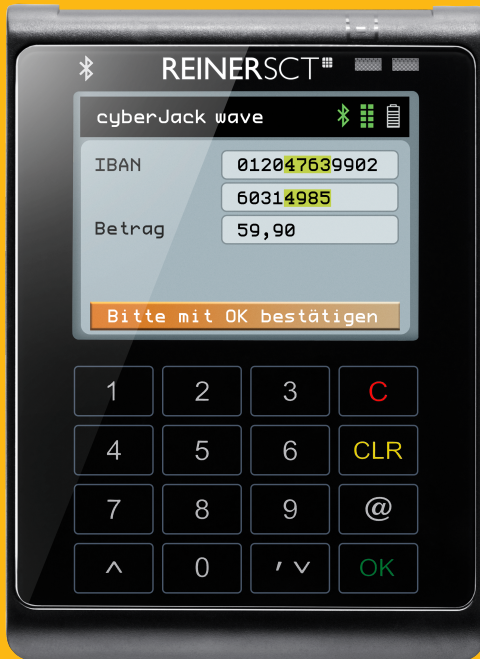 REINERSCT
cyberJack wave
IBAN 012047639902
60314985
Betrag 59,90
Bitte mit OK bestätigen
1 2 3 C
4 5 6 CLR
7 8 9 @
^ 0 ' v OK